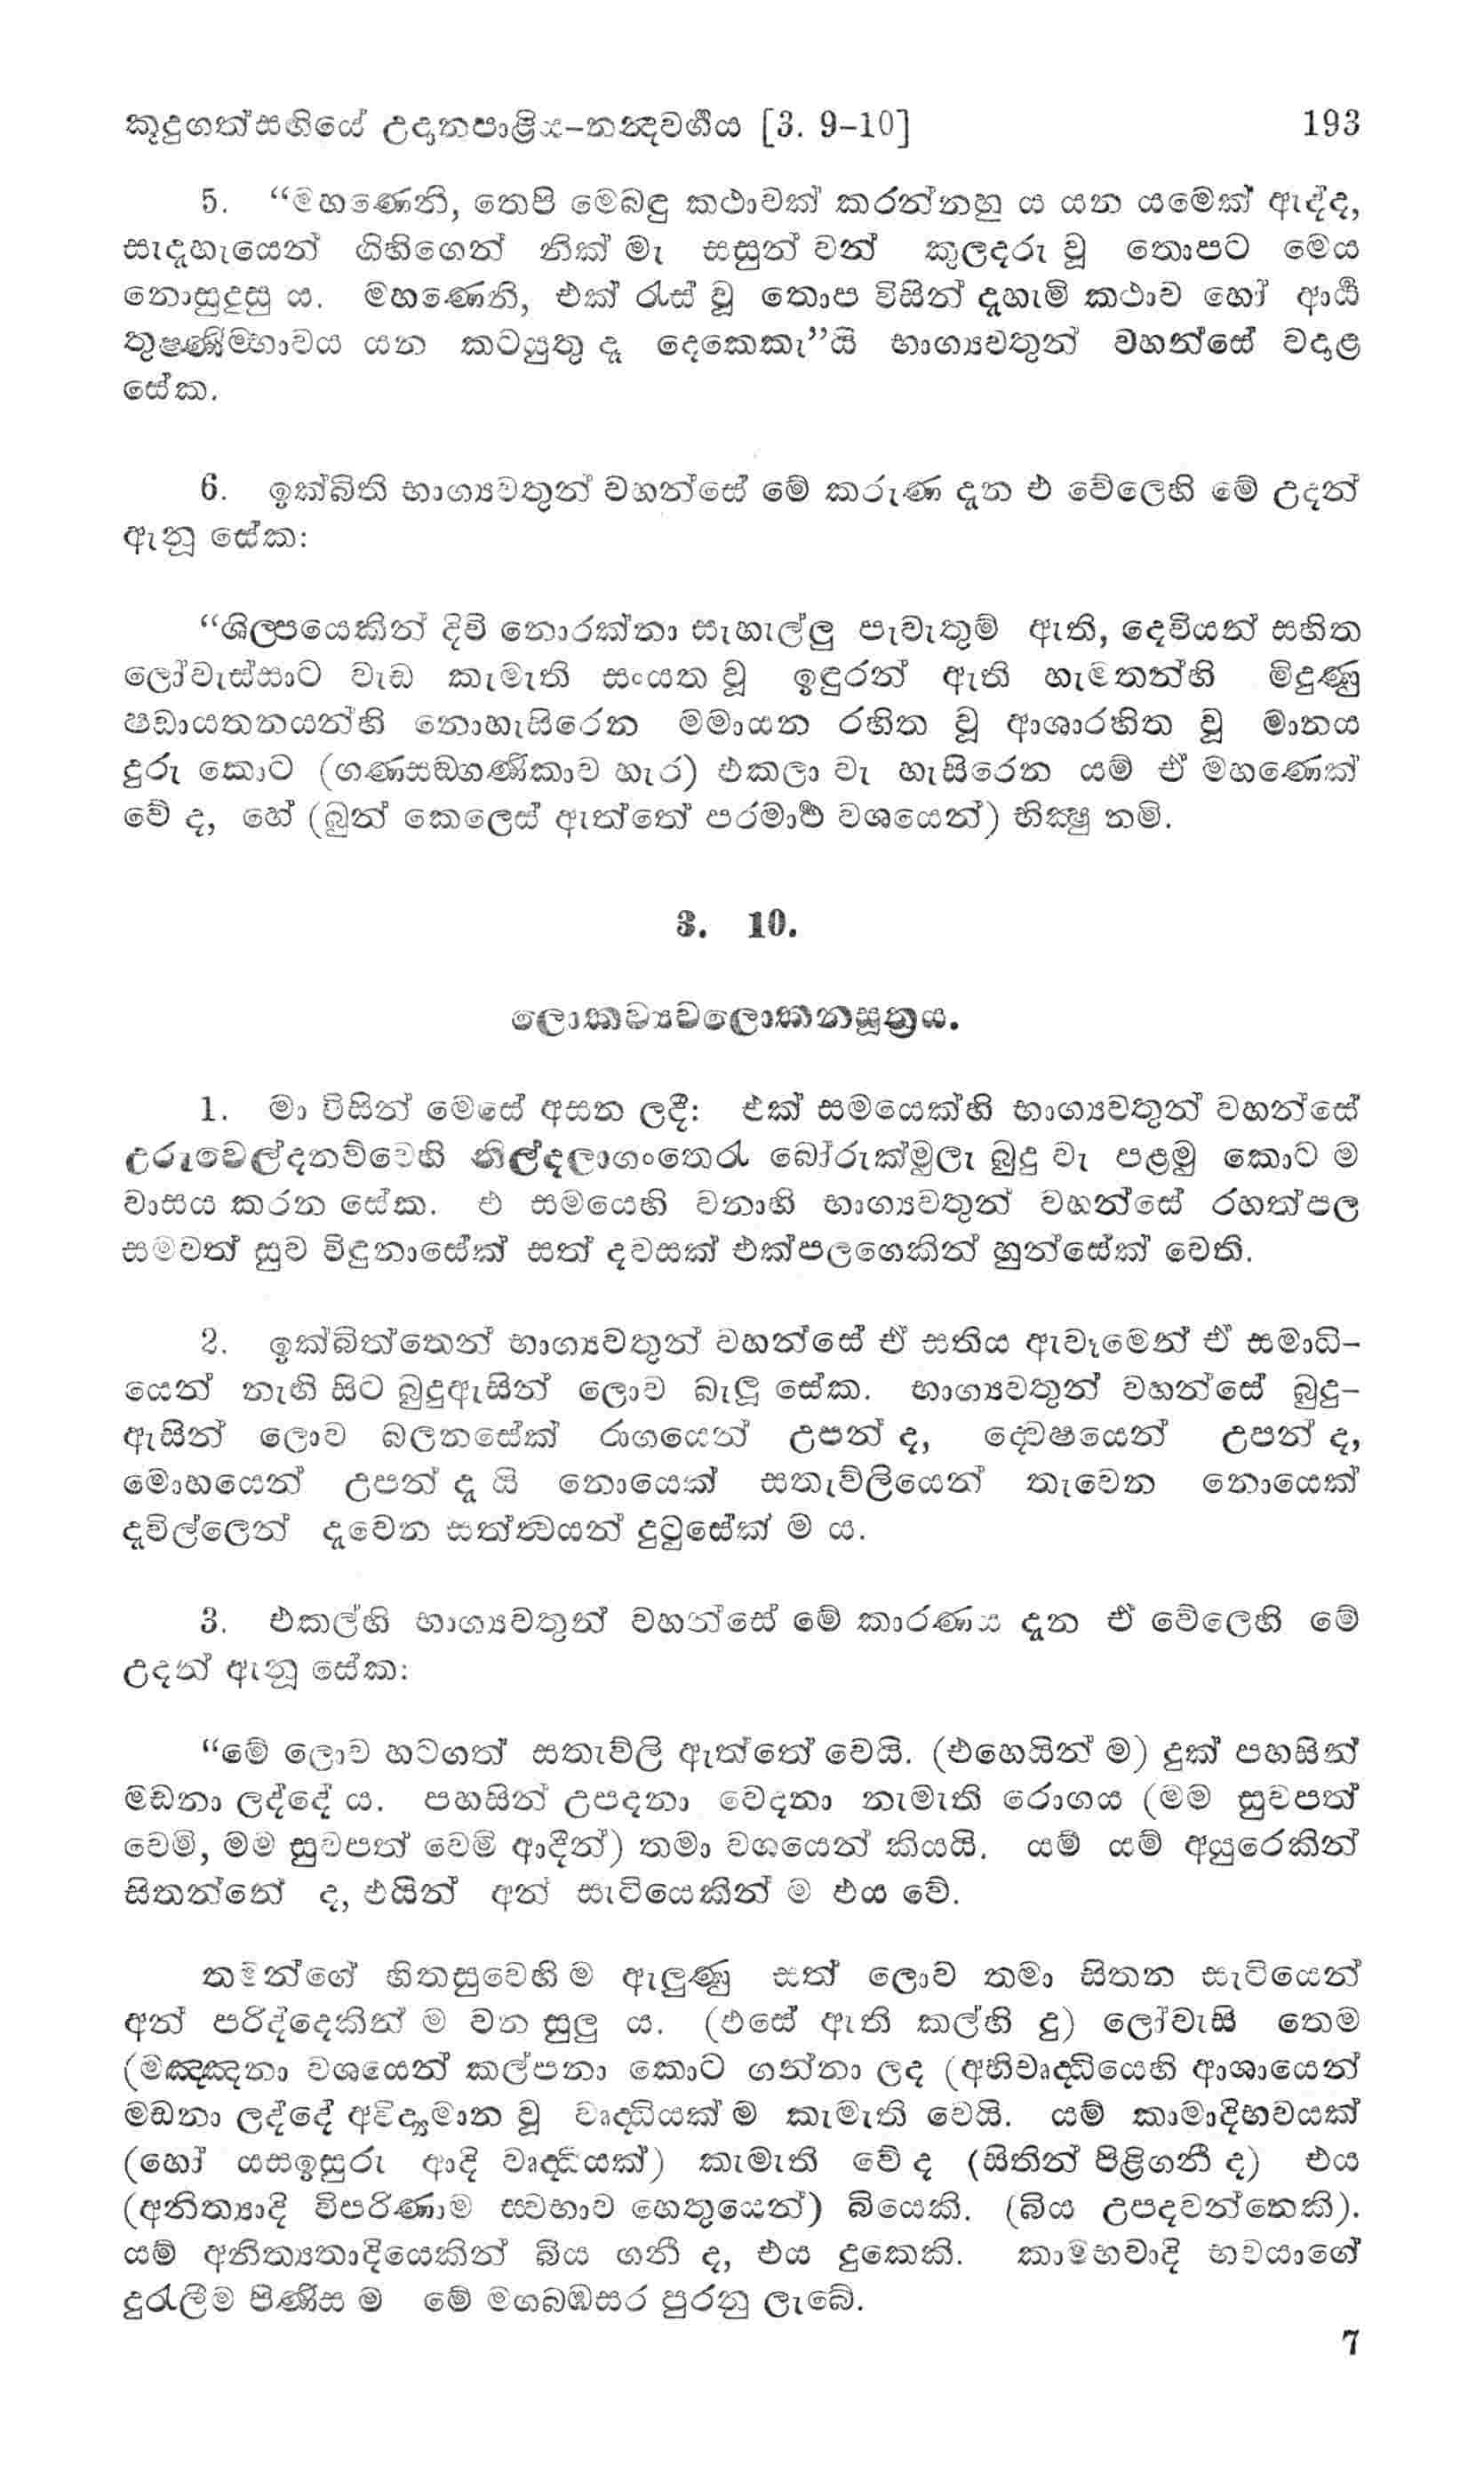 කුදුගත්සඟියේ උදානපාළිය–නන්‍දවර්‍ගය [3. 9–10] 193
5. “මහණෙනි, තෙපි මෙබඳු කථාවක් කරන්නහු ය යන යමෙක් ඇද්ද,
සැදැහැයෙන් ගිහිගෙන් නික් මැ සසුන් වන් කුලදරු වූ තොපට මෙය
නොසුදුසු ය. මහණෙනි, එක් රැස් වූ තොප විසින් දැහැමි කථාව හෝ ආර්‍ය්‍ය
තුෂ්ණීම්භාවය යන කටයුතු දෑ දෙකෙකැ”යි භාග්‍යවතුන් වහන්සේ වදාළ
සේක.
6. ඉක්බිති භාග්‍යවතුන් වහන්සේ මේ කරුණ දැන එ වේලෙහි මේ උදන්
ඇනූ සේක:
“ශිල්පයෙකින් දිවි නොරක්නා සැහැල්ලු පැවැතුම් ඇති, දෙවියන් සහිත
ලෝවැස්සාට වැඩ කැමැති සංයත වූ ඉඳුරන් ඇති හැමතන්හි මිදුණු
ෂඩායතනයන්හි නොහැසිරෙන මමායන රහිත වූ ආශාරහිත වූ මානය
දුරු කොට (ගණසඞ්ගණිකාව හැර) එකලා වැ හැසිරෙන යම් ඒ මහණෙක්
වේ ද, හේ (බුන් කෙලෙස් ඇත්තේ පරමාර්‍ථ වශයෙන්) භික්‍ෂු නමි.
3. 10.
ලොකව්‍යවලොකනසූත්‍රය.
1. මා විසින් මෙසේ අසන ලදී: එක් සමයෙක්හි භාග්‍යවතුන් වහන්සේ
උරුවෙල්දනව්වෙහි නිල්දලාගංතෙරැ බෝරුක්මුලැ බුදු වැ පළමු කොට ම
වාසය කරන සේක. එ සමයෙහි වනාහි භාග්‍යවතුන් වහන්සේ රහත්පල
සමවත් සුව විඳුනාසේක් සත් දවසක් එක්පලගෙකින් හුන්සේක් වෙති.
2. ඉක්බිත්තෙන් භාග්‍යවතුන් වහන්සේ ඒ සතිය ඇවෑමෙන් ඒ සමාධි–
යෙන් නැඟී සිට බුදුඇසින් ලොව බැලූ සේක. භාග්‍යවතුන් වහන්සේ බුදු–
ඇසින් ලොව බලනසේක් රාගයෙන් උපන් ද, ද්වෙෂයෙන් උපන් ද,
මොහයෙන් උපන් දැ යි නොයෙක් සතැව්ලියෙන් තැවෙන නොයෙක්
දැවිල්ලෙන් දැවෙන සත්ත්‍වයන් දුටුසේක් ම ය.
3. එකල්හි භාග්‍යවතුන් වහන්සේ මේ කාරණය දැන ඒ වේලෙහි මේ
උදන් ඇනූ සේක:
“මේ ලොව හටගත් සතැව්ලි ඇත්තේ වෙයි. (එහෙයින් ම) දුක් පහසින්
මඩනා ලද්දේ ය. පහසින් උපදනා වෙදනා නැමැති රොගය (මම සුවපත්
වෙමි, මම සුවපත් වෙමි ආදීන්) තමා වශයෙන් කියයි. යම් යම් අයුරෙකින්
සිතන්නේ ද, එයින් අන් සැටියෙකින් ම එය වේ.
තමන්ගේ හිතසුවෙහි ම ඇලුණු සත් ලොව තමා සිතන සැටියෙන්
අන් පරිද්දෙකින් ම වන සුලු ය. (එසේ ඇති කල්හි දු) ලෝවැසි තෙම
(මඤ්ඤනා වශයෙන් කල්පනා කොට ගන්නා ලද (අභිවෘද්ධියෙහි ආශායෙන්
මඩනා ලද්දේ අවිද්‍යමාන වූ වෘද්ධියක් ම කැමැති වෙයි. යම් කාමාදිභවයක්
(හෝ යසඉසුරු ආදි වෘද්ධියක්) කැමැති වේ ද (සිතින් පිළිගනී ද) එය
(අනිත්‍යාදි විපරිණාම ස්වභාව හෙතුයෙන්) බියෙකි. (බිය උපදවන්නෙකි).
යම් අනිත්‍යතාදියෙකින් බිය ගනී ද, එය දුකෙකි. කාමභවාදි භවයාගේ
දුරැලීම පිණිස ම මේ මගබඹසර පුරනු ලැබේ.
7